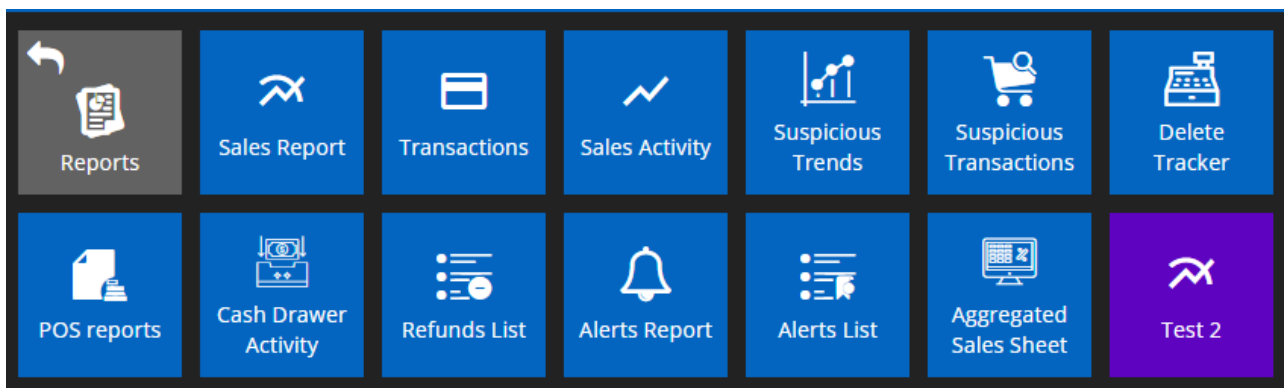 Reports
Sales Report
Transactions
Sales Activity
Suspicious
Trends
Suspicious
Transactions
Delete
Tracker
POS reports
Cash Drawer
Activity
Refunds List
Alerts Report
Alerts List
Aggregated
Sales Sheet
Test 2